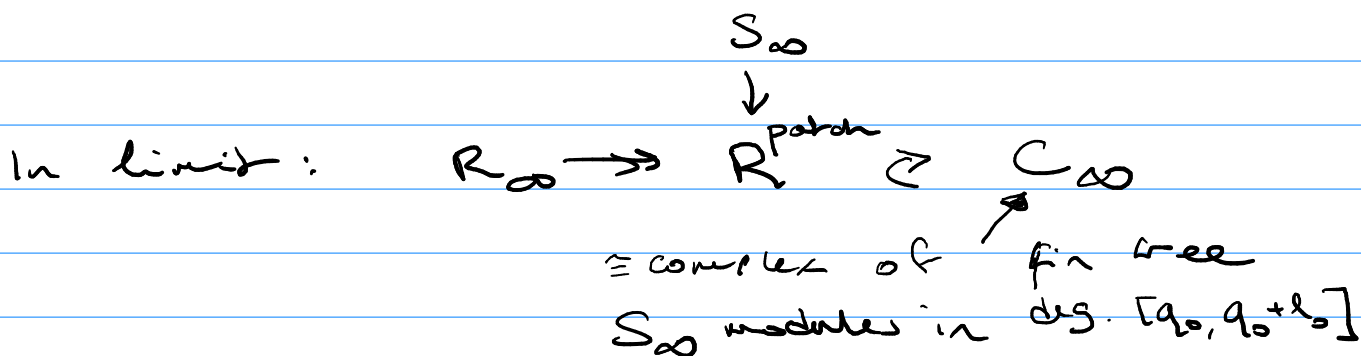 S∞
↓
In limit: R∞ ↠ R^patch ↻ C∞
≅ complex of fin free
S∞ modules in deg. [q₀, q₀+l₀]